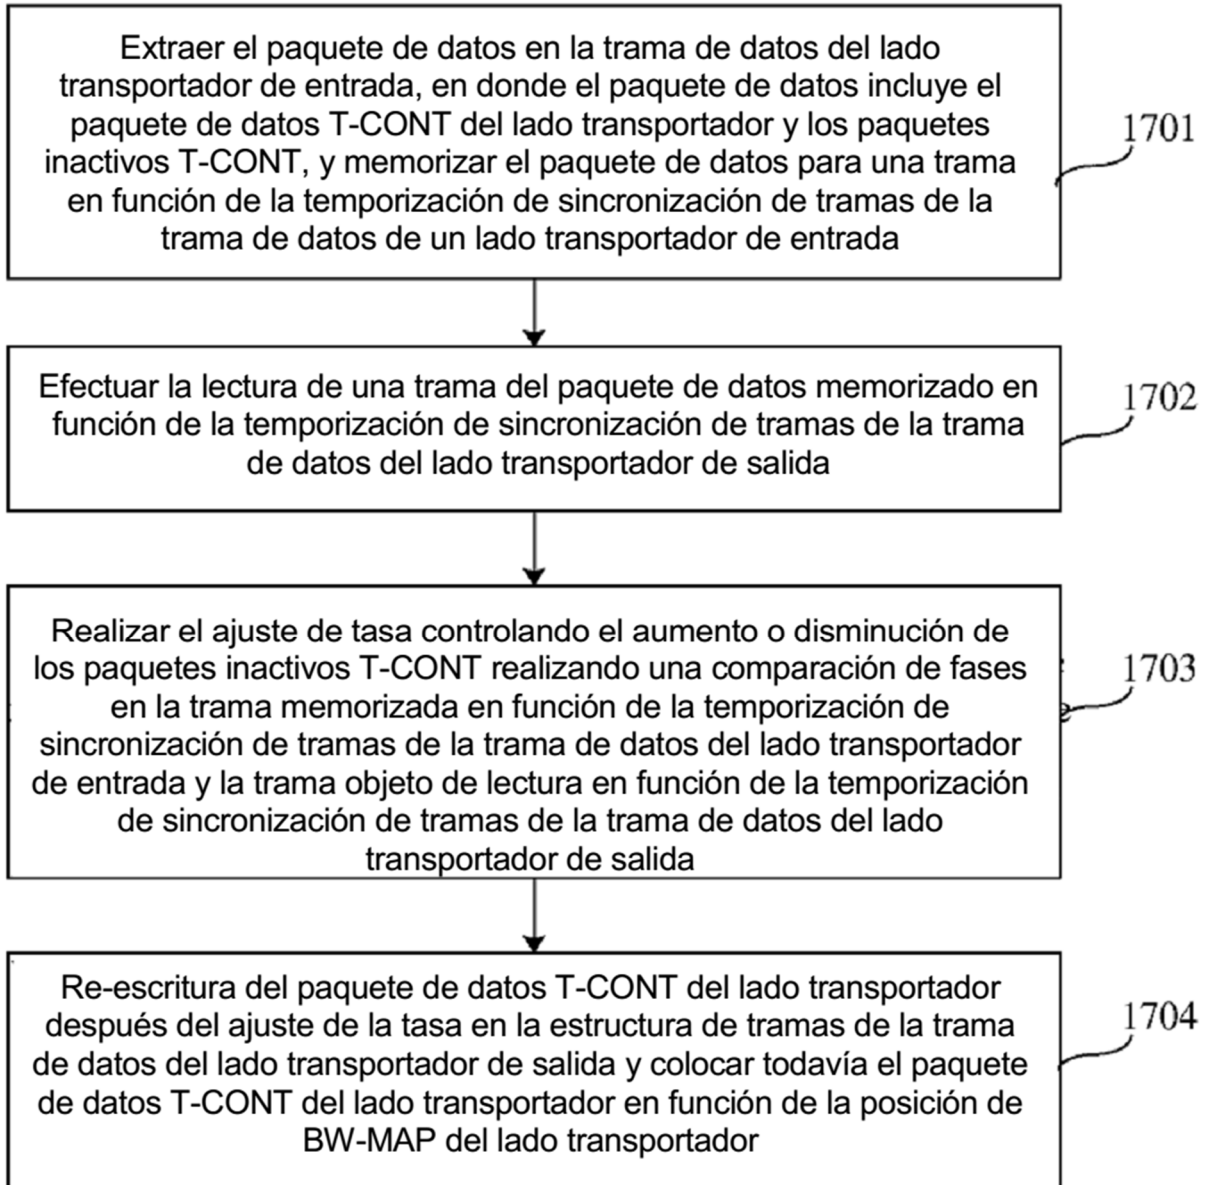 Extraer el paquete de datos en la trama de datos del lado
transportador de entrada, en donde el paquete de datos incluye el
paquete de datos T-CONT del lado transportador y los paquetes
inactivos T-CONT, y memorizar el paquete de datos para una trama
en función de la temporización de sincronización de tramas de la
trama de datos de un lado transportador de entrada
1701
Efectuar la lectura de una trama del paquete de datos memorizado en
función de la temporización de sincronización de tramas de la trama
de datos del lado transportador de salida
1702
Realizar el ajuste de tasa controlando el aumento o disminución de
los paquetes inactivos T-CONT realizando una comparación de fases
en la trama memorizada en función de la temporización de
sincronización de tramas de la trama de datos del lado transportador
de entrada y la trama objeto de lectura en función de la temporización
de sincronización de tramas de la trama de datos del lado
transportador de salida
1703
Re-escritura del paquete de datos T-CONT del lado transportador
después del ajuste de la tasa en la estructura de tramas de la trama
de datos del lado transportador de salida y colocar todavía el paquete
de datos T-CONT del lado transportador en función de la posición de
BW-MAP del lado transportador
1704